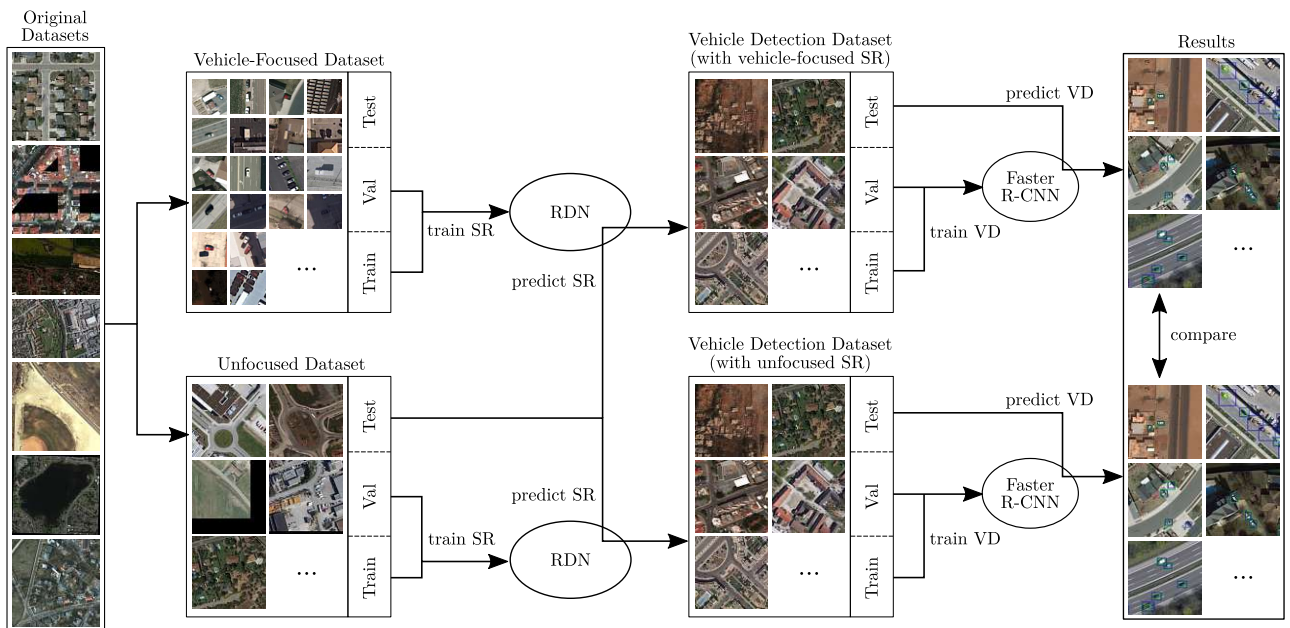 Original
Datasets
Vehicle-Focused Dataset
Test
Val
Train
...
train SR
RDN
predict SR
Vehicle Detection Dataset
(with vehicle-focused SR)
Test
Val
Train
...
predict VD
train VD
Faster
R-CNN
Results
...
compare
Unfocused Dataset
Test
Val
Train
...
train SR
predict SR
RDN
Vehicle Detection Dataset
(with unfocused SR)
Test
Val
Train
...
predict VD
train VD
Faster
R-CNN
...